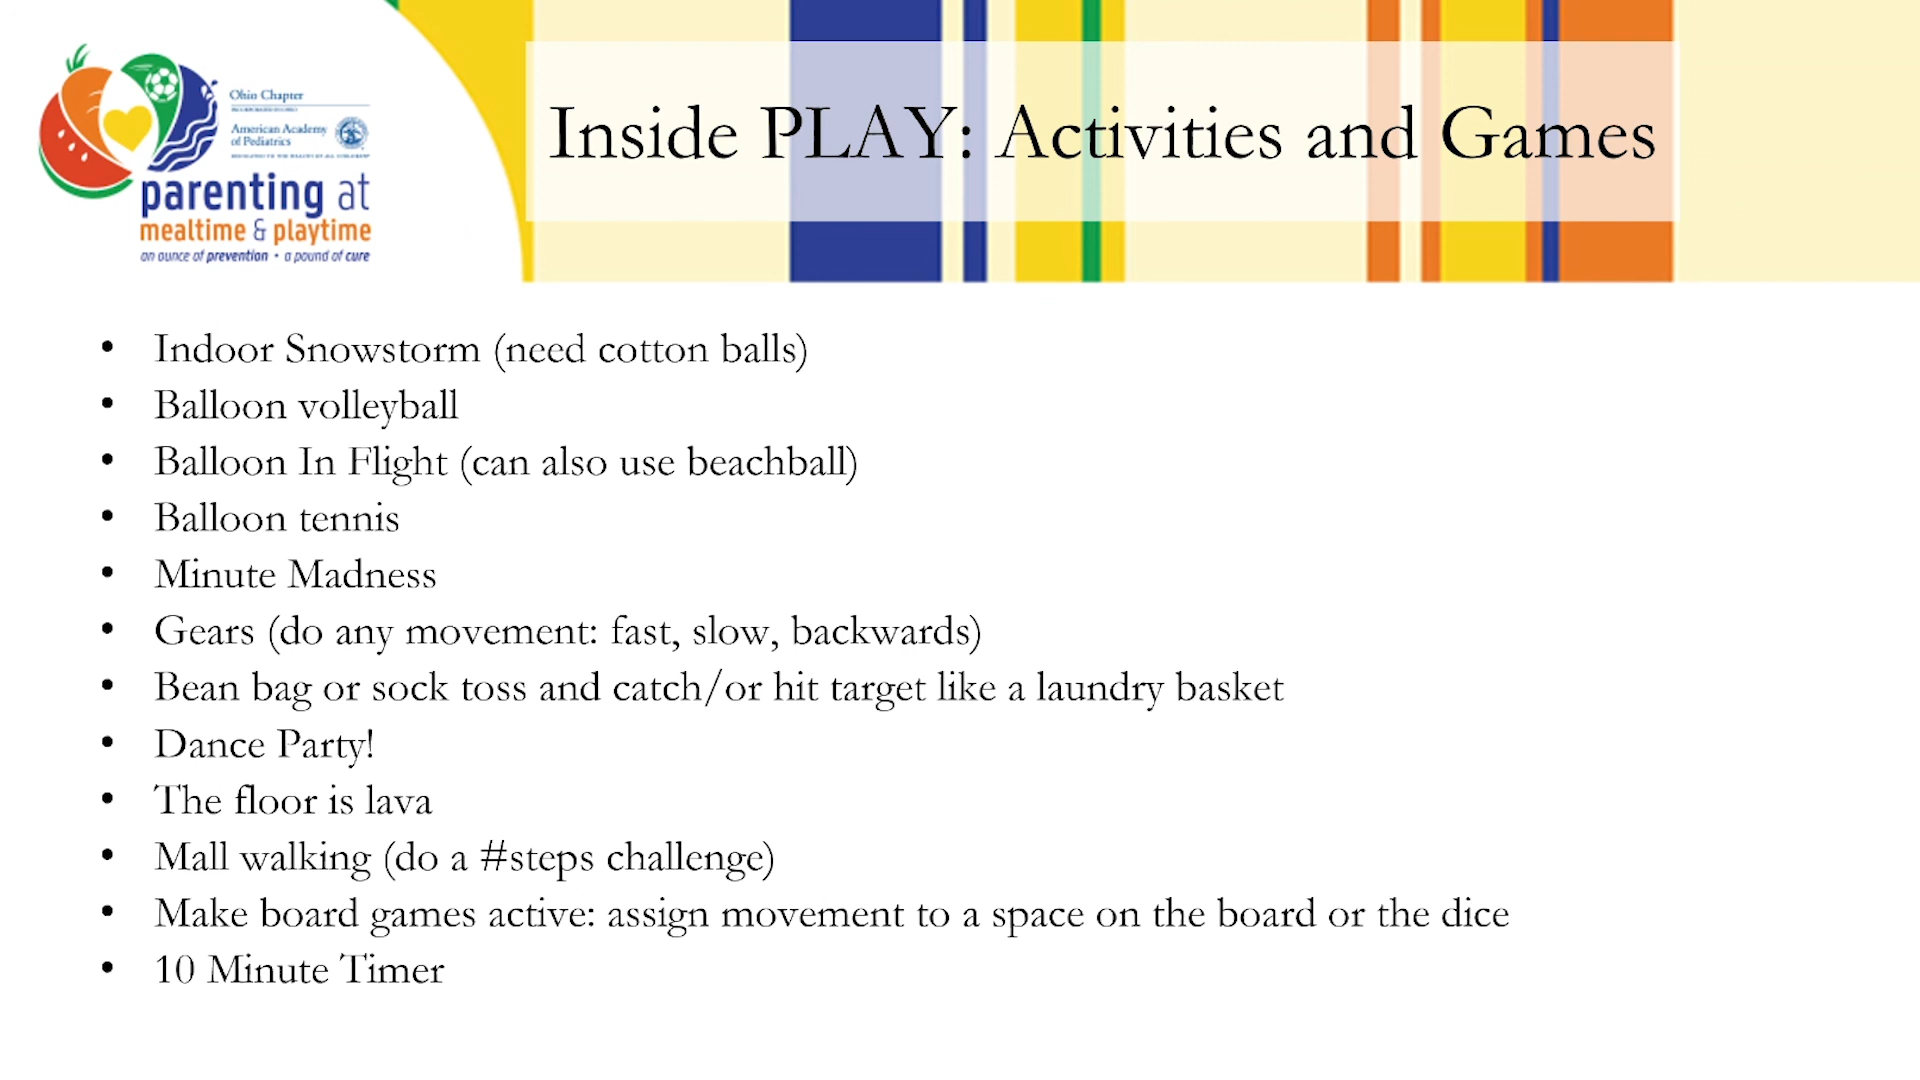 Ohio Chapter
American Academy
of Pediatrics
parenting at
mealtime & playtime
an ounce of prevention • a pound of cure
Inside PLAY: Activities and Games
• Indoor Snowstorm (need cotton balls)
• Balloon volleyball
• Balloon In Flight (can also use beachball)
• Balloon tennis
• Minute Madness
• Gears (do any movement: fast, slow, backwards)
• Bean bag or sock toss and catch/or hit target like a laundry basket
• Dance Party!
• The floor is lava
• Mall walking (do a #steps challenge)
• Make board games active: assign movement to a space on the board or the dice
• 10 Minute Timer